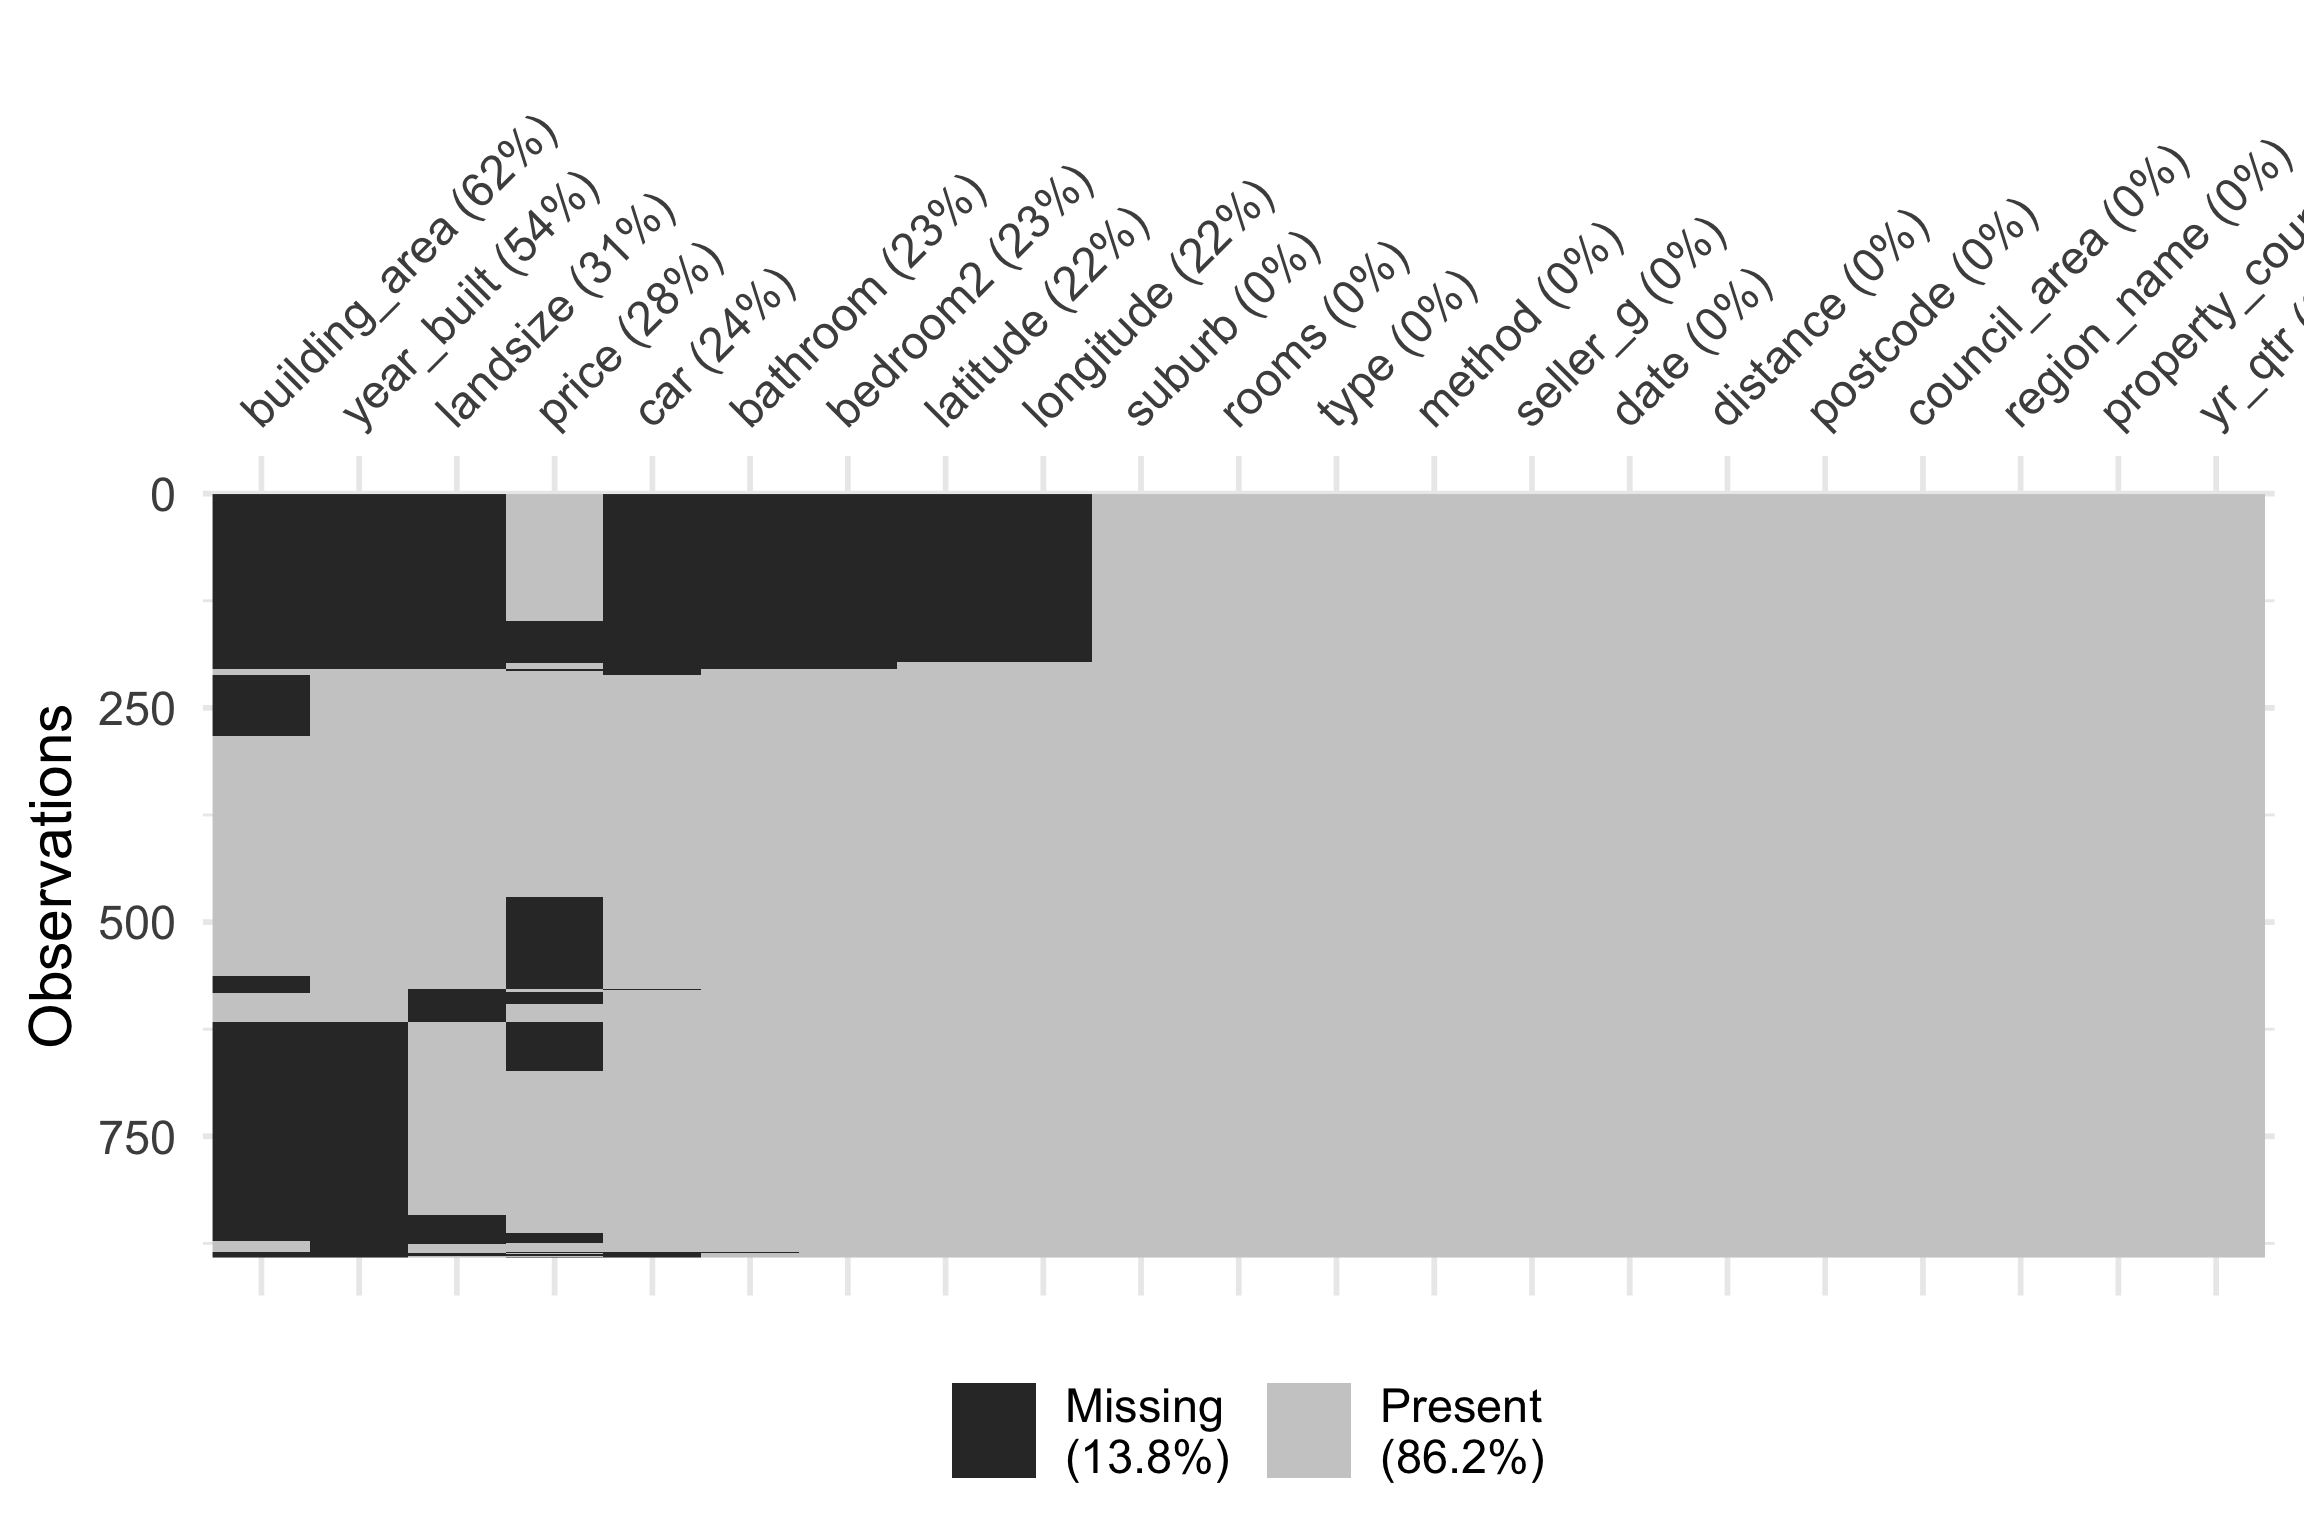 building_area (62%)
year_built (54%)
landsize (31%)
price (28%)
car (24%)
bathroom (23%)
bedroom2 (23%)
latitude (22%)
longitude (22%)
suburb (0%)
rooms (0%)
type (0%)
method (0%)
seller_g (0%)
date (0%)
distance (0%)
postcode (0%)
council_area (0%)
region_name (0%)
property_cou
yr_qtr (
0
250
500
750
Observations
Missing
(13.8%)
Present
(86.2%)